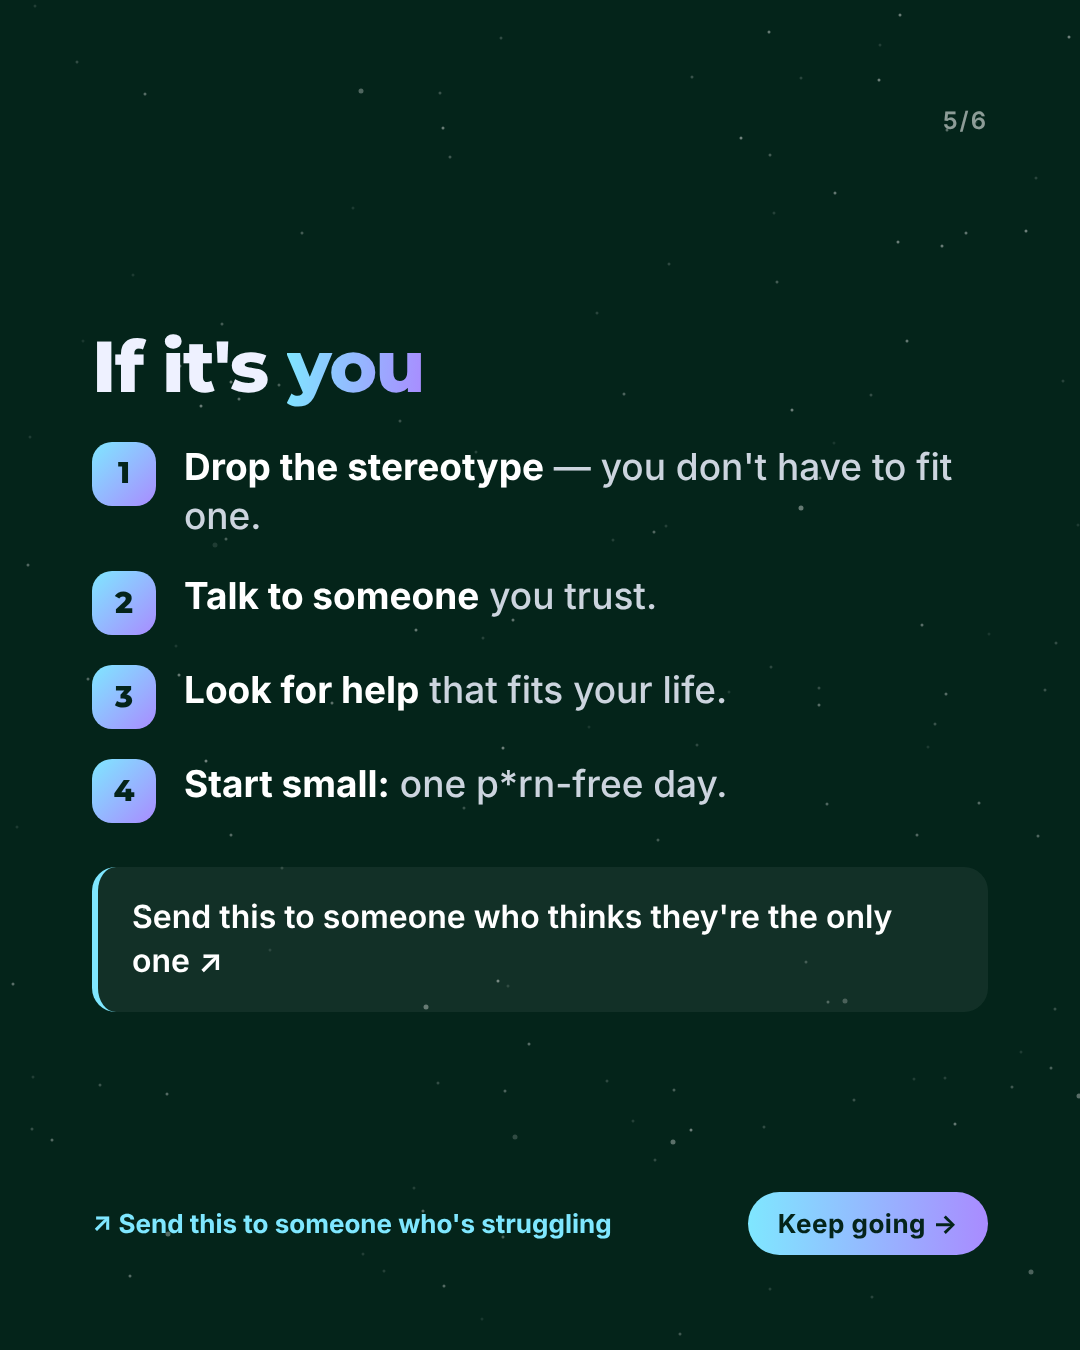 5/6
If it's you
1 Drop the stereotype — you don't have to fit
one.
2 Talk to someone you trust.
3 Look for help that fits your life.
4 Start small: one p*rn-free day.
Send this to someone who thinks they're the only
one ↗
↗ Send this to someone who's struggling
Keep going →